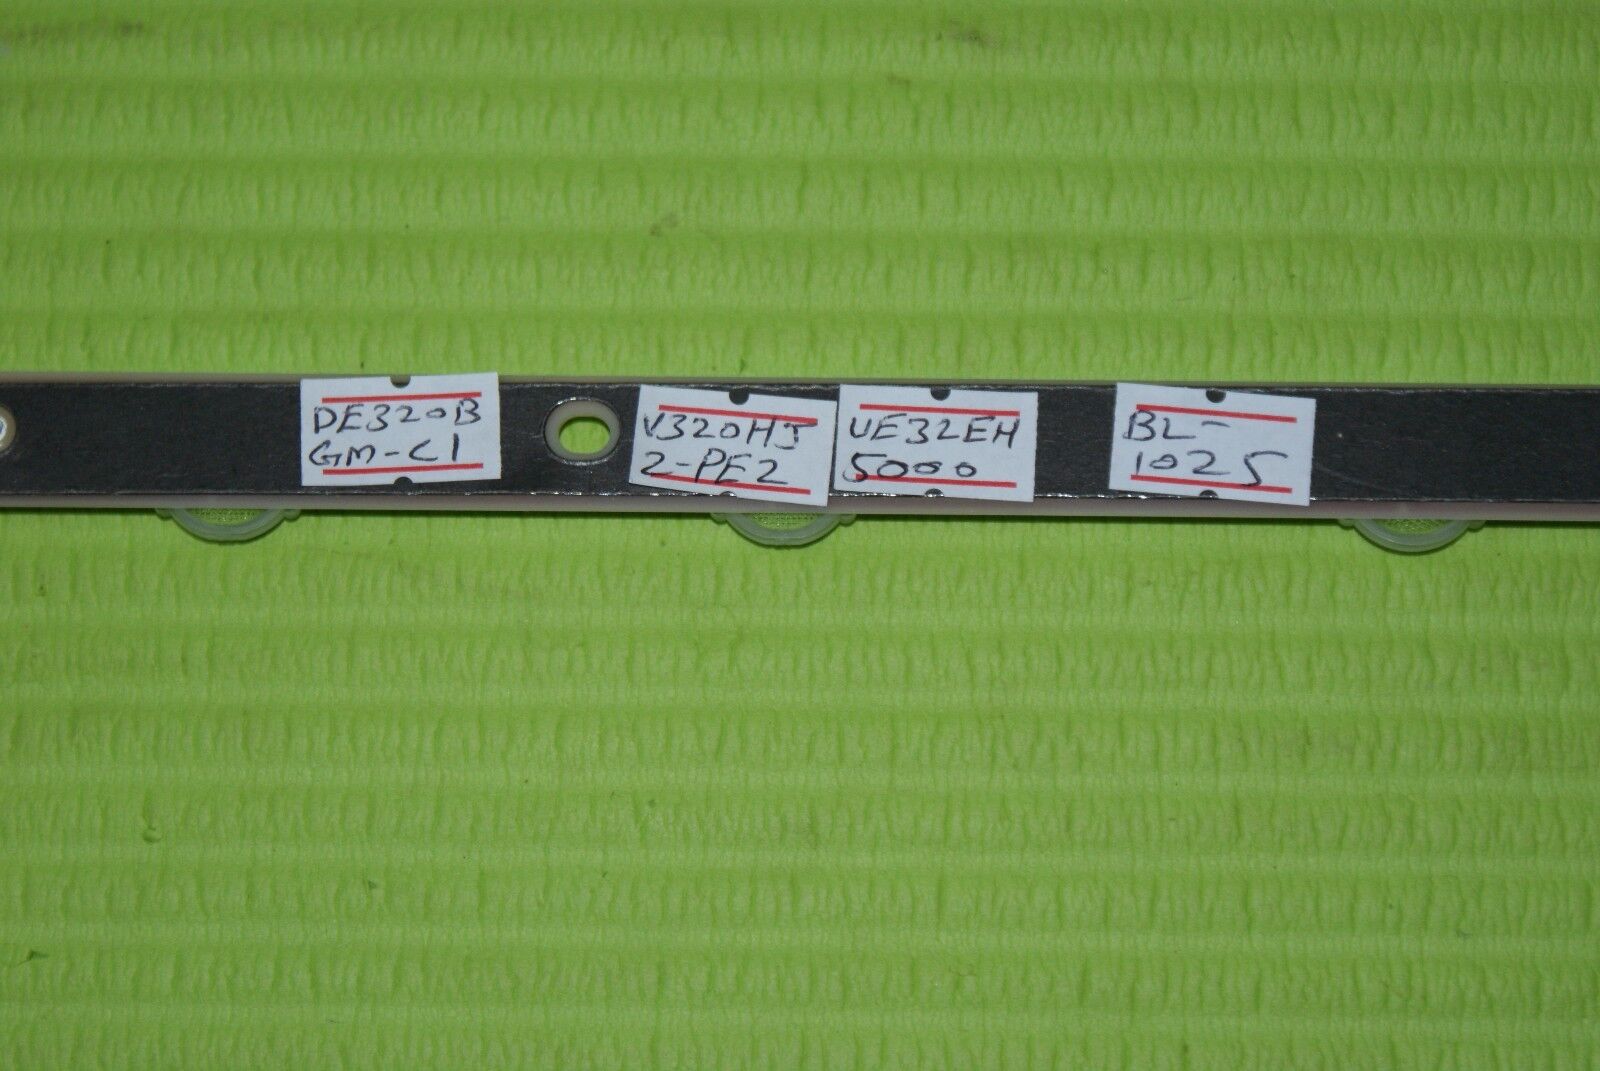 DE320B
GM-C1
V320HJ
2-PE2
UE32EH
5000
BL-
1025